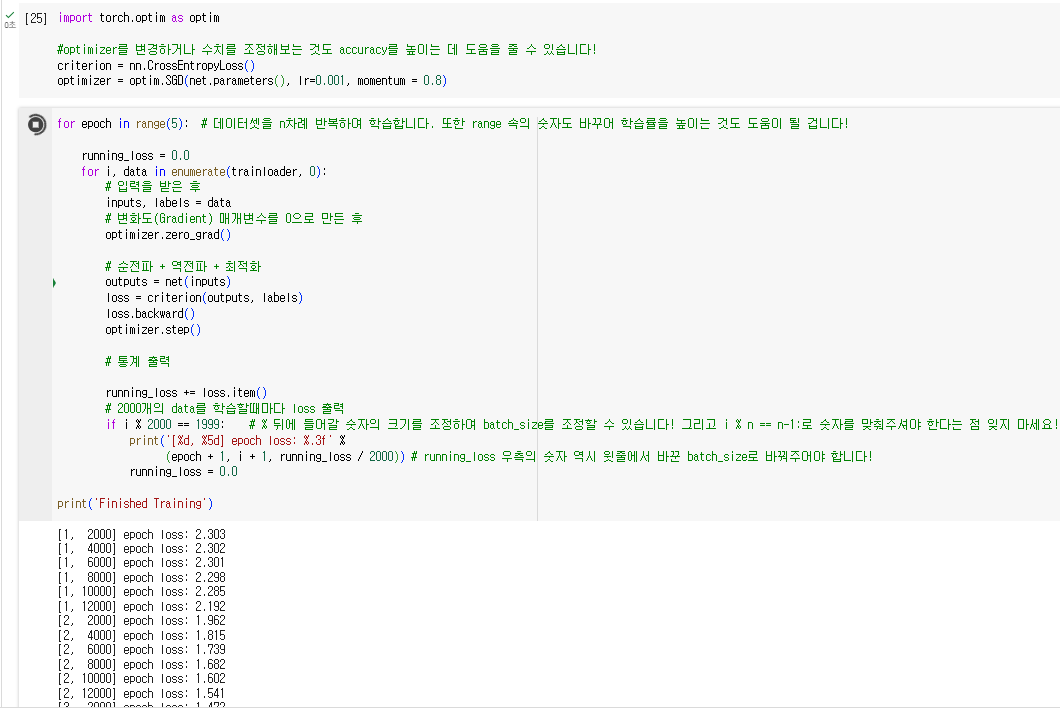 [25] import torch.optim as optim
0초
#optimizer를 변경하거나 수치를 조정해보는 것도 accuracy를 높이는 데 도움을 줄 수 있습니다!
criterion = nn.CrossEntropyLoss()
optimizer = optim.SGD(net.parameters(), lr=0.001, momentum = 0.8)
for epoch in range(5):  # 데이터셋을 n차례 반복하여 학습합니다. 또한 range 속의 숫자도 바꾸어 학습률을 높이는 것도 도움이 될 겁니다!
running_loss = 0.0
for i, data in enumerate(trainloader, 0):
# 입력을 받은 후
inputs, labels = data
# 변화도(Gradient) 매개변수를 0으로 만든 후
optimizer.zero_grad()
# 순전파 + 역전파 + 최적화
outputs = net(inputs)
loss = criterion(outputs, labels)
loss.backward()
optimizer.step()
# 통계 출력
running_loss += loss.item()
# 2000개의 data를 학습할때마다 loss 출력
if i % 2000 == 1999:    # % 뒤에 들어갈 숫자의 크기를 조정하여 batch_size를 조정할 수 있습니다! 그리고 i % n == n-1:로 숫자를 맞춰주셔야 한다는 점 잊지 마세요!
print('[%d, %5d] epoch loss: %.3f' %
(epoch + 1, i + 1, running_loss / 2000)) # running_loss 우측의 숫자 역시 윗줄에서 바꾼 batch_size로 바꿔주어야 합니다!
running_loss = 0.0
print('Finished Training')
[1,  2000] epoch loss: 2.303
[1,  4000] epoch loss: 2.302
[1,  6000] epoch loss: 2.301
[1,  8000] epoch loss: 2.298
[1, 10000] epoch loss: 2.285
[1, 12000] epoch loss: 2.192
[2,  2000] epoch loss: 1.962
[2,  4000] epoch loss: 1.815
[2,  6000] epoch loss: 1.739
[2,  8000] epoch loss: 1.682
[2, 10000] epoch loss: 1.602
[2, 12000] epoch loss: 1.541
[3,  2000] epoch loss: 1.472